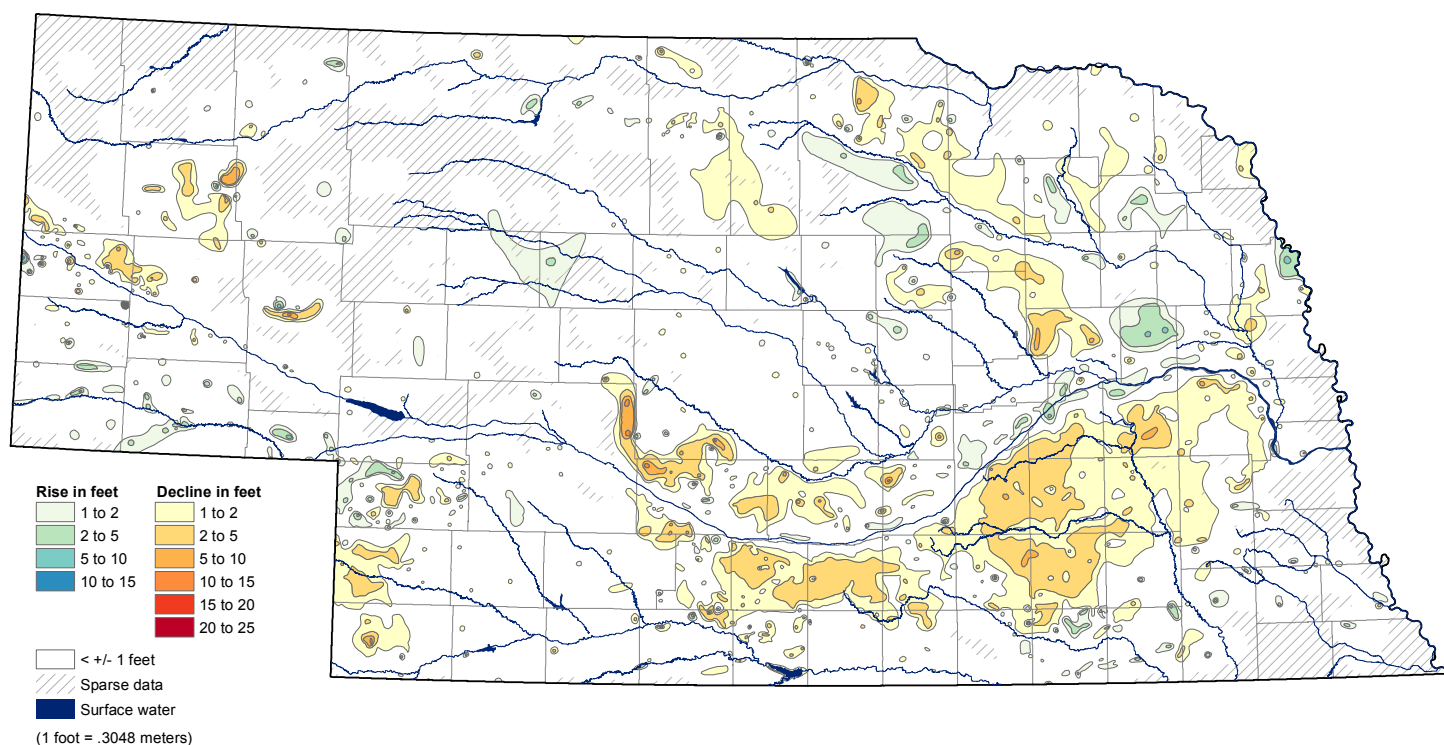 Rise in feet
1 to 2
2 to 5
5 to 10
10 to 15
Decline in feet
1 to 2
2 to 5
5 to 10
10 to 15
15 to 20
20 to 25
< +/- 1 feet
Sparse data
Surface water
(1 foot = .3048 meters)